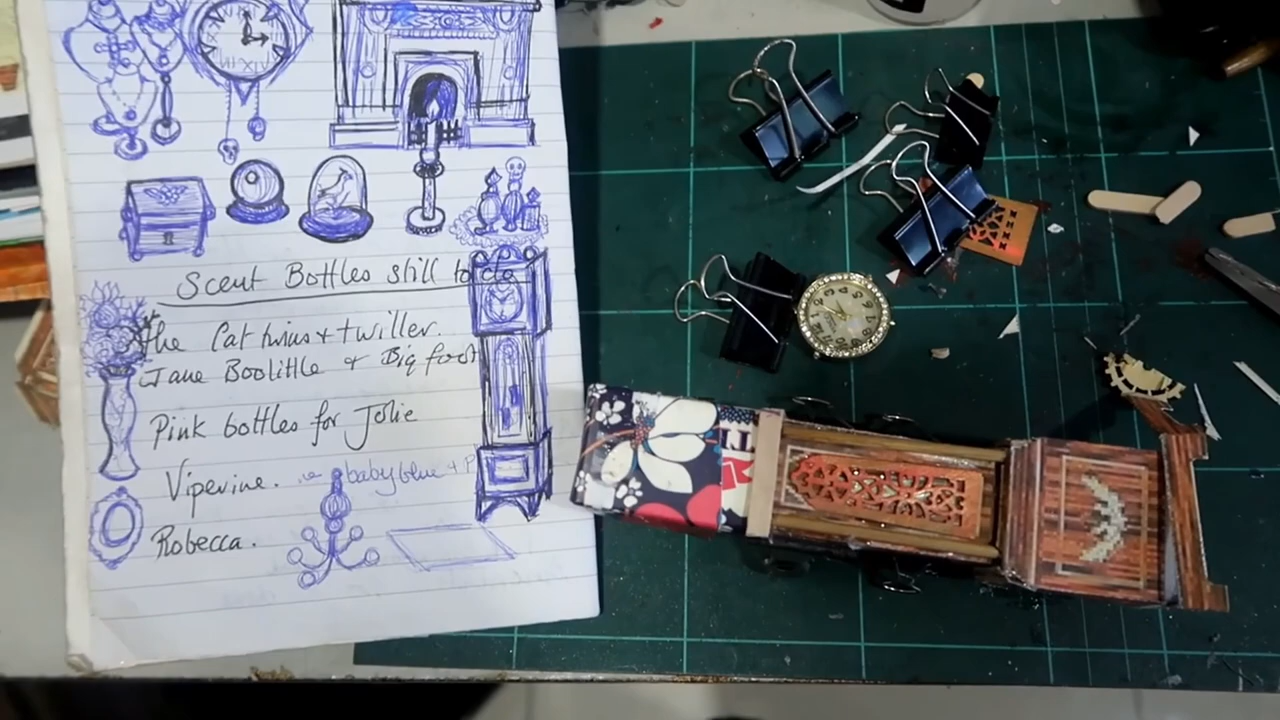 Scent Bottles still to do
The Cat twins + twiller.
Jane Boolittle + Big foot
Pink bottles for Jolie
Viperine. ie baby blue + P
Robecca.